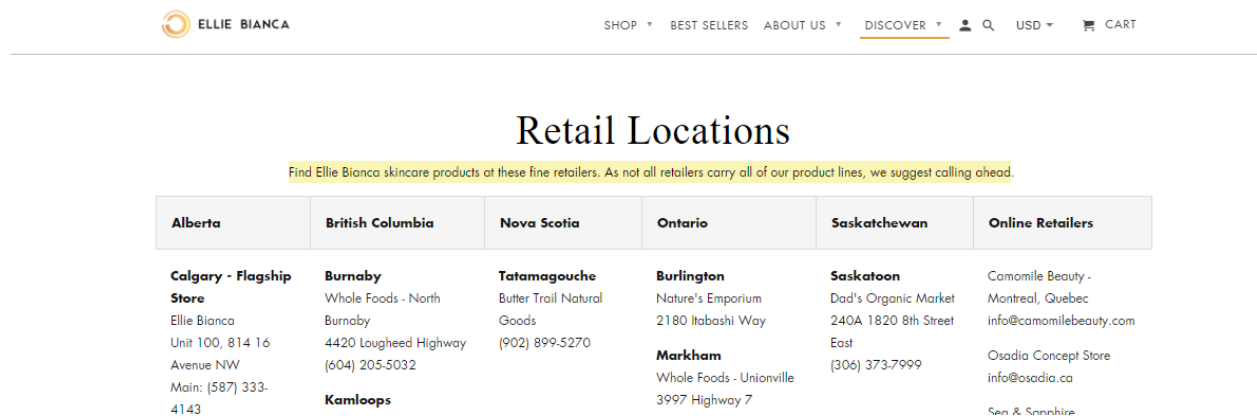 ELLIE BIANCA
SHOP ▼ BEST SELLERS ABOUT US ▼ DISCOVER ▼ USD CART
Retail Locations
Find Ellie Bianca skincare products at these fine retailers. As not all retailers carry all of our product lines, we suggest calling ahead.
Alberta
British Columbia
Nova Scotia
Ontario
Saskatchewan
Online Retailers
Calgary - Flagship
Store
Ellie Bianca
Unit 100, 814 16
Avenue NW
Main: (587) 333-
4143
Burnaby
Whole Foods - North
Burnaby
4420 Lougheed Highway
(604) 205-5032
Kamloops
Tatamagouche
Butter Trail Natural
Goods
(902) 899-5270
Burlington
Nature's Emporium
2180 Itabashi Way
Markham
Whole Foods - Unionville
3997 Highway 7
Saskatoon
Dad's Organic Market
240A 1820 8th Street
East
(306) 373-7999
Camomile Beauty -
Montreal, Quebec
info@camomilebeauty.com
Osadia Concept Store
info@osadia.ca
Sea & Sapphire